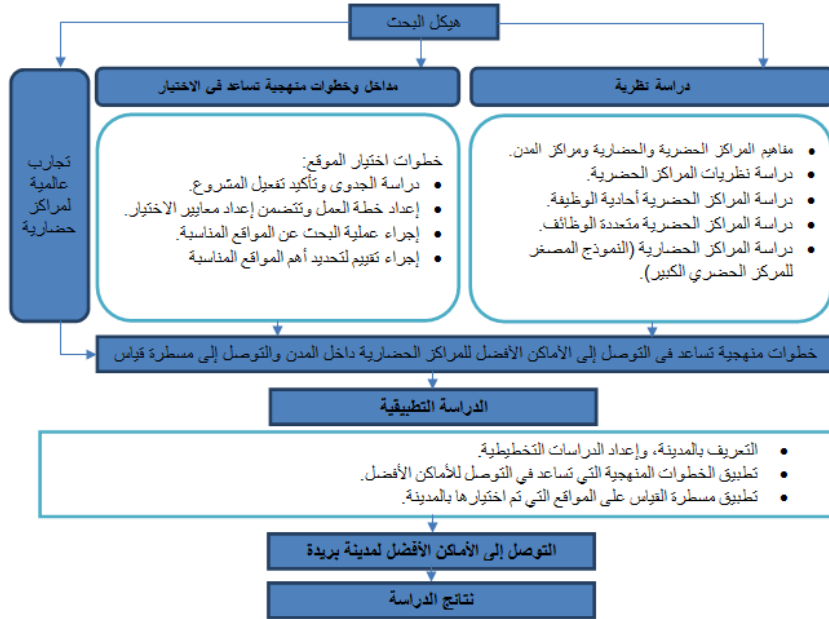 هيكل البحث
دراسة نظرية
مفاهيم المراكز الحضرية والحضارية ومراكز المدن.
دراسة نظريات المراكز الحضرية.
دراسة المراكز الحضرية أحادية الوظيفة.
دراسة المراكز الحضرية متعددة الوظائف.
دراسة المراكز الحضارية (النموذج المصغر
للمركز الحضري الكبير).
مداخل وخطوات منهجية تساعد فى الاختيار
خطوات اختيار الموقع:
دراسة الجدوى وتأكيد تفعيل المشروع.
إعداد خطة العمل وتتضمن إعداد معايير الاختيار.
إجراء عملية البحث عن المواقع المناسبة.
إجراء تقييم لتحديد أهم المواقع المناسبة
تجارب
عالمية
لمراكز
حضارية
خطوات منهجية تساعد فى التوصل إلى الأماكن الأفضل للمراكز الحضارية داخل المدن والتوصل إلى مسطرة قياس
الدراسة التطبيقية
التعريف بالمدينة، وإعداد الدراسات التخطيطية.
تطبيق الخطوات المنهجية التي تساعد في التوصل للأماكن الأفضل.
تطبيق مسطرة القياس على المواقع التي تم اختيارها بالمدينة.
التوصل إلى الأماكن الأفضل لمدينة بريدة
نتائج الدراسة